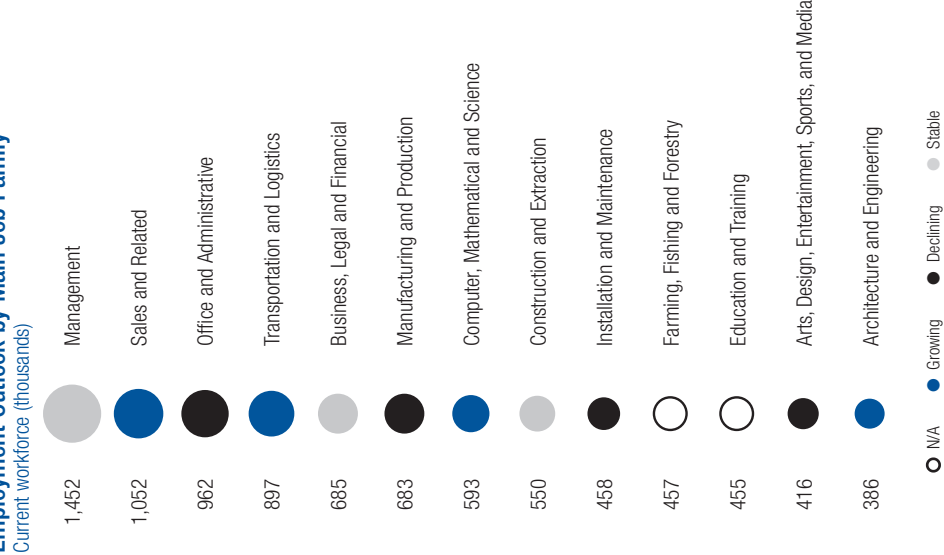 Employment Outlook by Main Job Family
Current workforce (thousands)
1,452 Management
1,052 Sales and Related
962 Office and Administrative
897 Transportation and Logistics
685 Business, Legal and Financial
683 Manufacturing and Production
593 Computer, Mathematical and Science
550 Construction and Extraction
458 Installation and Maintenance
457 Farming, Fishing and Forestry
455 Education and Training
416 Arts, Design, Entertainment, Sports, and Media
386 Architecture and Engineering
N/A Growing Declining Stable